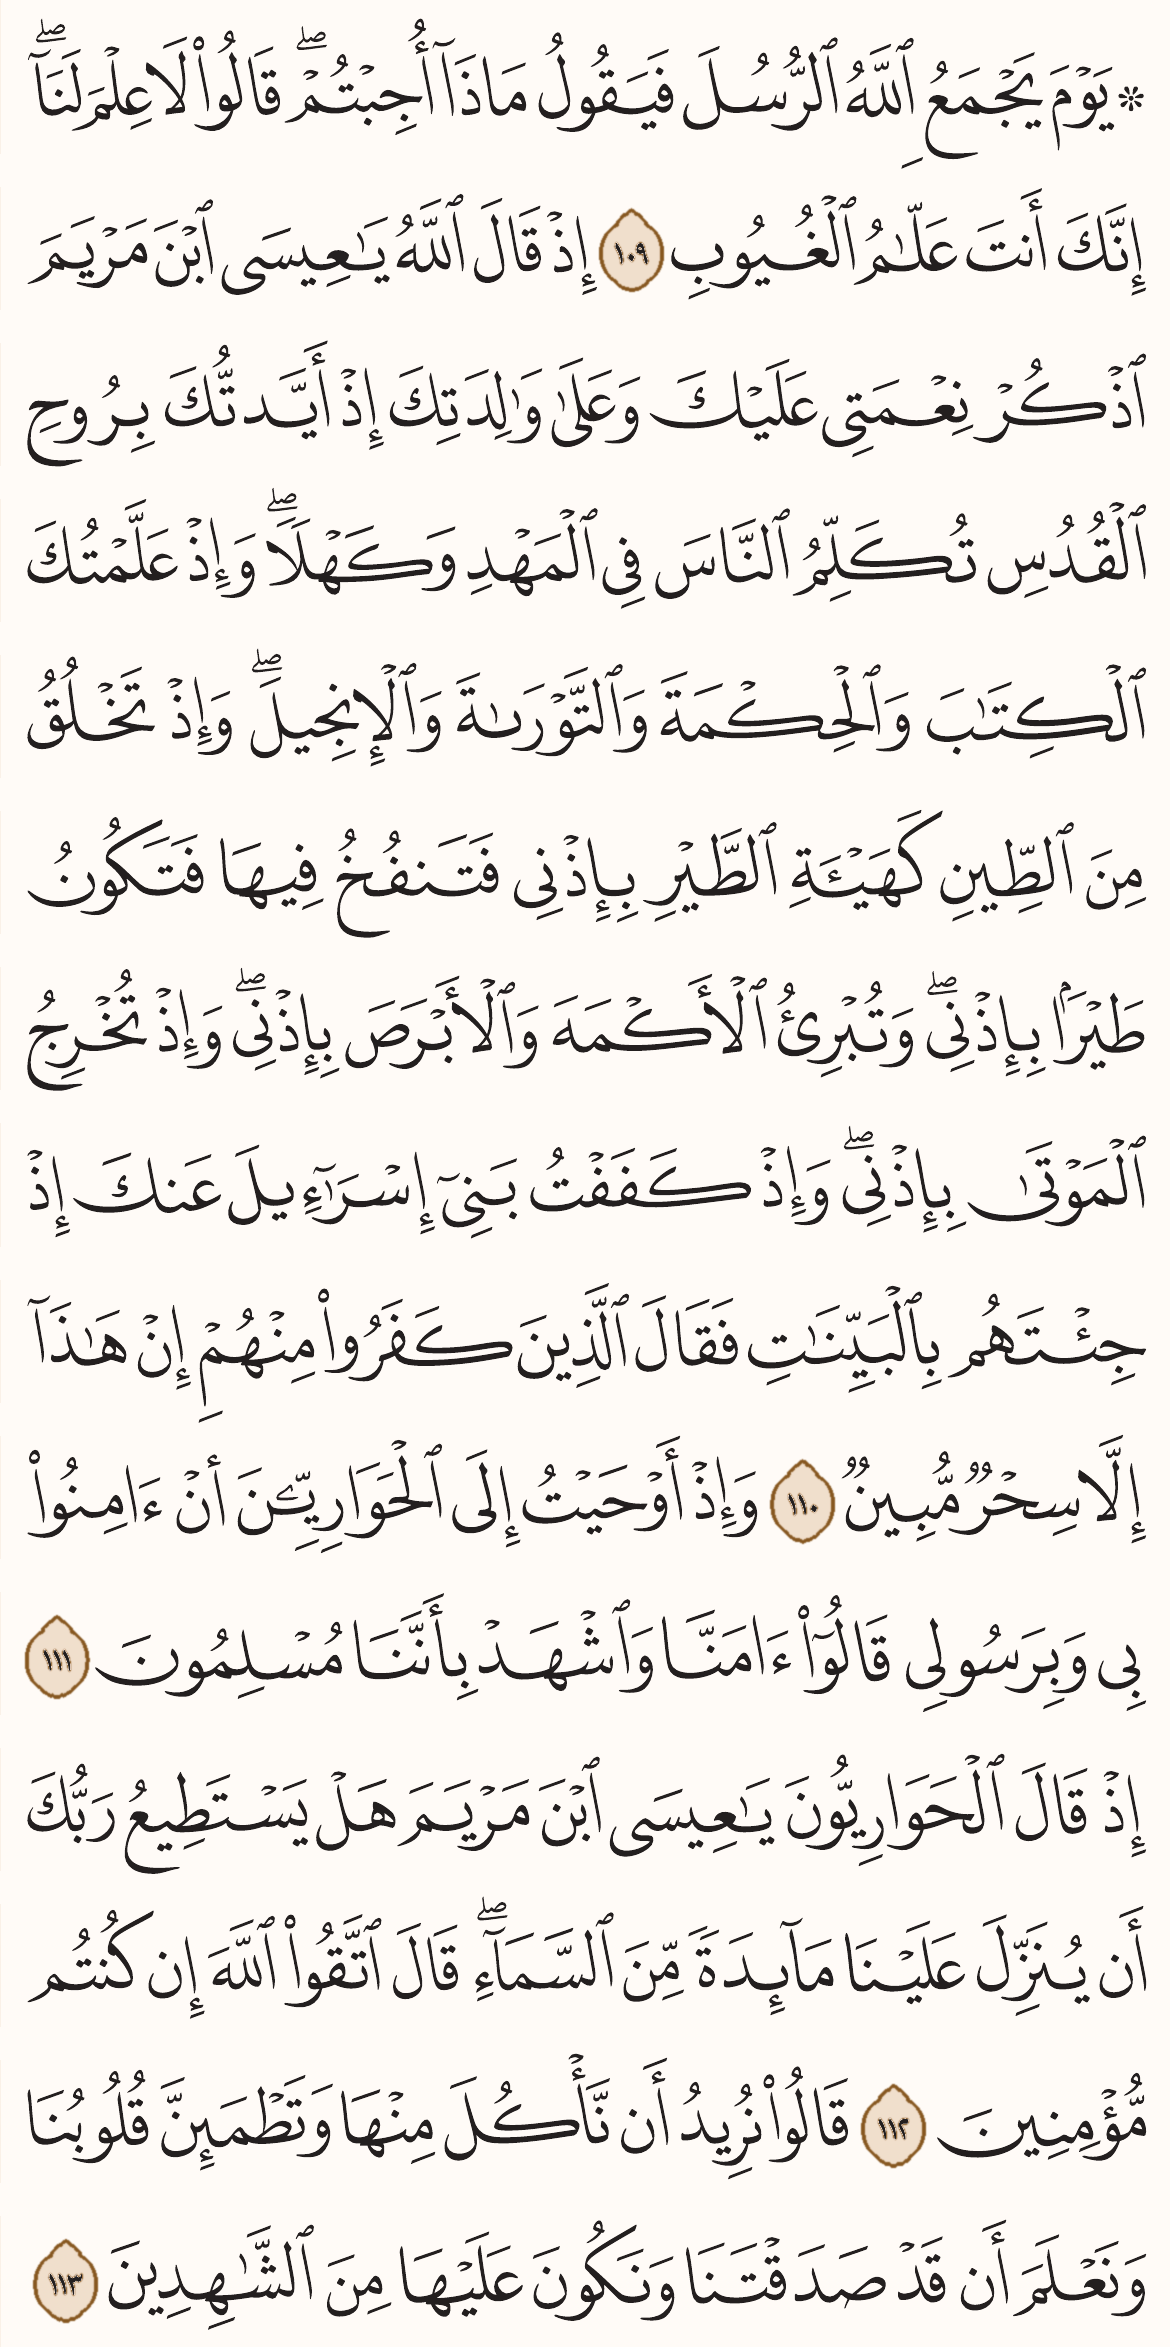 ۞ يَوۡمَ يَجۡمَعُ ٱللَّهُ ٱلرُّسُلَ فَيَقُولُ مَاذَآ أُجِبۡتُمۡۖ قَالُواْ لَا عِلۡمَ لَنَآۖ
إِنَّكَ أَنتَ عَلَّٰمُ ٱلۡغُيُوبِ ١٠٩ إِذۡ قَالَ ٱللَّهُ يَٰعِيسَى ٱبۡنَ مَرۡيَمَ
ٱذۡكُرۡ نِعۡمَتِي عَلَيۡكَ وَعَلَىٰ وَٰلِدَتِكَ إِذۡ أَيَّدتُّكَ بِرُوحِ
ٱلۡقُدُسِ تُكَلِّمُ ٱلنَّاسَ فِي ٱلۡمَهۡدِ وَكَهۡلٗاۖ وَإِذۡ عَلَّمۡتُكَ
ٱلۡكِتَٰبَ وَٱلۡحِكۡمَةَ وَٱلتَّوۡرَىٰةَ وَٱلۡإِنجِيلَۖ وَإِذۡ تَخۡلُقُ
مِنَ ٱلطِّينِ كَهَيۡـَٔةِ ٱلطَّيۡرِ بِإِذۡنِي فَتَنفُخُ فِيهَا فَتَكُونُ
طَيۡرَۢا بِإِذۡنِيۖ وَتُبۡرِئُ ٱلۡأَكۡمَهَ وَٱلۡأَبۡرَصَ بِإِذۡنِيۖ وَإِذۡ تُخۡرِجُ
ٱلۡمَوۡتَىٰ بِإِذۡنِيۖ وَإِذۡ كَفَفۡتُ بَنِيٓ إِسۡرَٰٓءِيلَ عَنكَ إِذۡ
جِئۡتَهُم بِٱلۡبَيِّنَٰتِ فَقَالَ ٱلَّذِينَ كَفَرُواْ مِنۡهُمۡ إِنۡ هَٰذَآ
إِلَّا سِحۡرٞ مُّبِينٞ ١١٠ وَإِذۡ أَوۡحَيۡتُ إِلَى ٱلۡحَوَارِيِّـۧنَ أَنۡ ءَامِنُواْ
بِي وَبِرَسُولِي قَالُوٓاْ ءَامَنَّا وَٱشۡهَدۡ بِأَنَّنَا مُسۡلِمُونَ ١١١
إِذۡ قَالَ ٱلۡحَوَارِيُّونَ يَٰعِيسَى ٱبۡنَ مَرۡيَمَ هَلۡ يَسۡتَطِيعُ رَبُّكَ
أَن يُنَزِّلَ عَلَيۡنَا مَآئِدَةٗ مِّنَ ٱلسَّمَآءِۖ قَالَ ٱتَّقُواْ ٱللَّهَ إِن كُنتُم
مُّؤۡمِنِينَ ١١٢ قَالُواْ نُرِيدُ أَن نَّأۡكُلَ مِنۡهَا وَتَطۡمَئِنَّ قُلُوبُنَا
وَنَعۡلَمَ أَن قَدۡ صَدَقۡتَنَا وَنَكُونَ عَلَيۡهَا مِنَ ٱلشَّٰهِدِينَ ١١٣